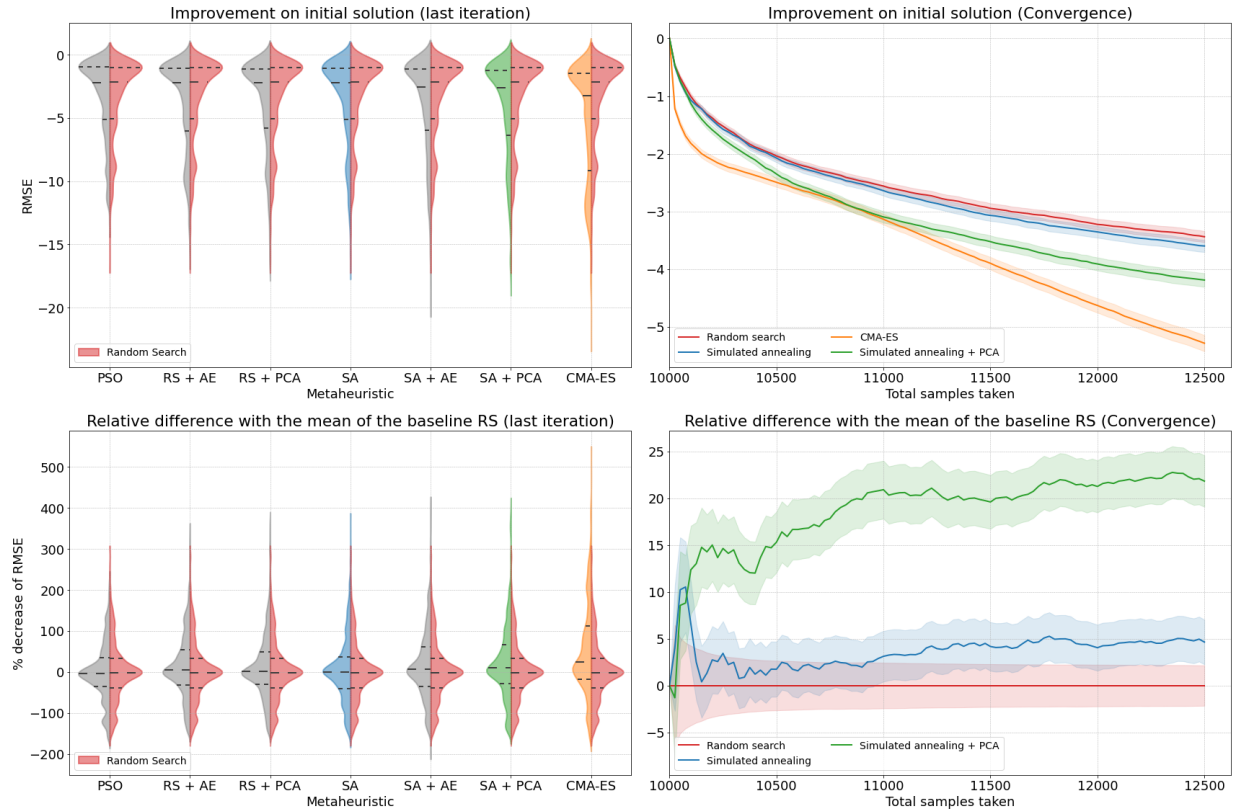 Improvement on initial solution (last iteration)
0
−5
−10
−15
−20
RMSE
Random Search
PSO
RS + AE
RS + PCA
SA
SA + AE
SA + PCA
CMA-ES
Metaheuristic
Improvement on initial solution (Convergence)
0
−1
−2
−3
−4
−5
Random search
Simulated annealing
CMA-ES
Simulated annealing + PCA
10000
10500
11000
11500
12000
12500
Total samples taken
Relative difference with the mean of the baseline RS (last iteration)
500
400
300
200
100
0
−100
−200
% decrease of RMSE
Random Search
PSO
RS + AE
RS + PCA
SA
SA + AE
SA + PCA
CMA-ES
Metaheuristic
Relative difference with the mean of the baseline RS (Convergence)
25
20
15
10
5
0
−5
Random search
Simulated annealing
Simulated annealing + PCA
10000
10500
11000
11500
12000
12500
Total samples taken